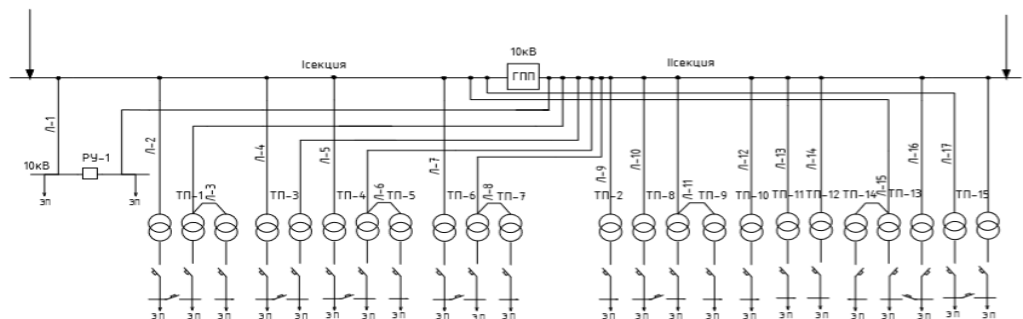 10кВ
Iсекция
ГПП
IIсекция
Л-1
Л-2
Л-4
Л-5
Л-7
Л-9
Л-10
Л-12
Л-13
Л-14
Л-16
Л-17
10кВ
РУ-1
эп
эп
ТП-1
Л-3
ТП-3
ТП-4
Л-6
ТП-5
ТП-6
Л-8
ТП-7
ТП-2
ТП-8
Л-11
ТП-9
ТП-10
ТП-11
ТП-12
ТП-14
Л-15
ТП-13
ТП-15
эп эп эп эп эп эп эп эп эп эп эп эп эп эп эп эп эп эп эп эп эп эп эп